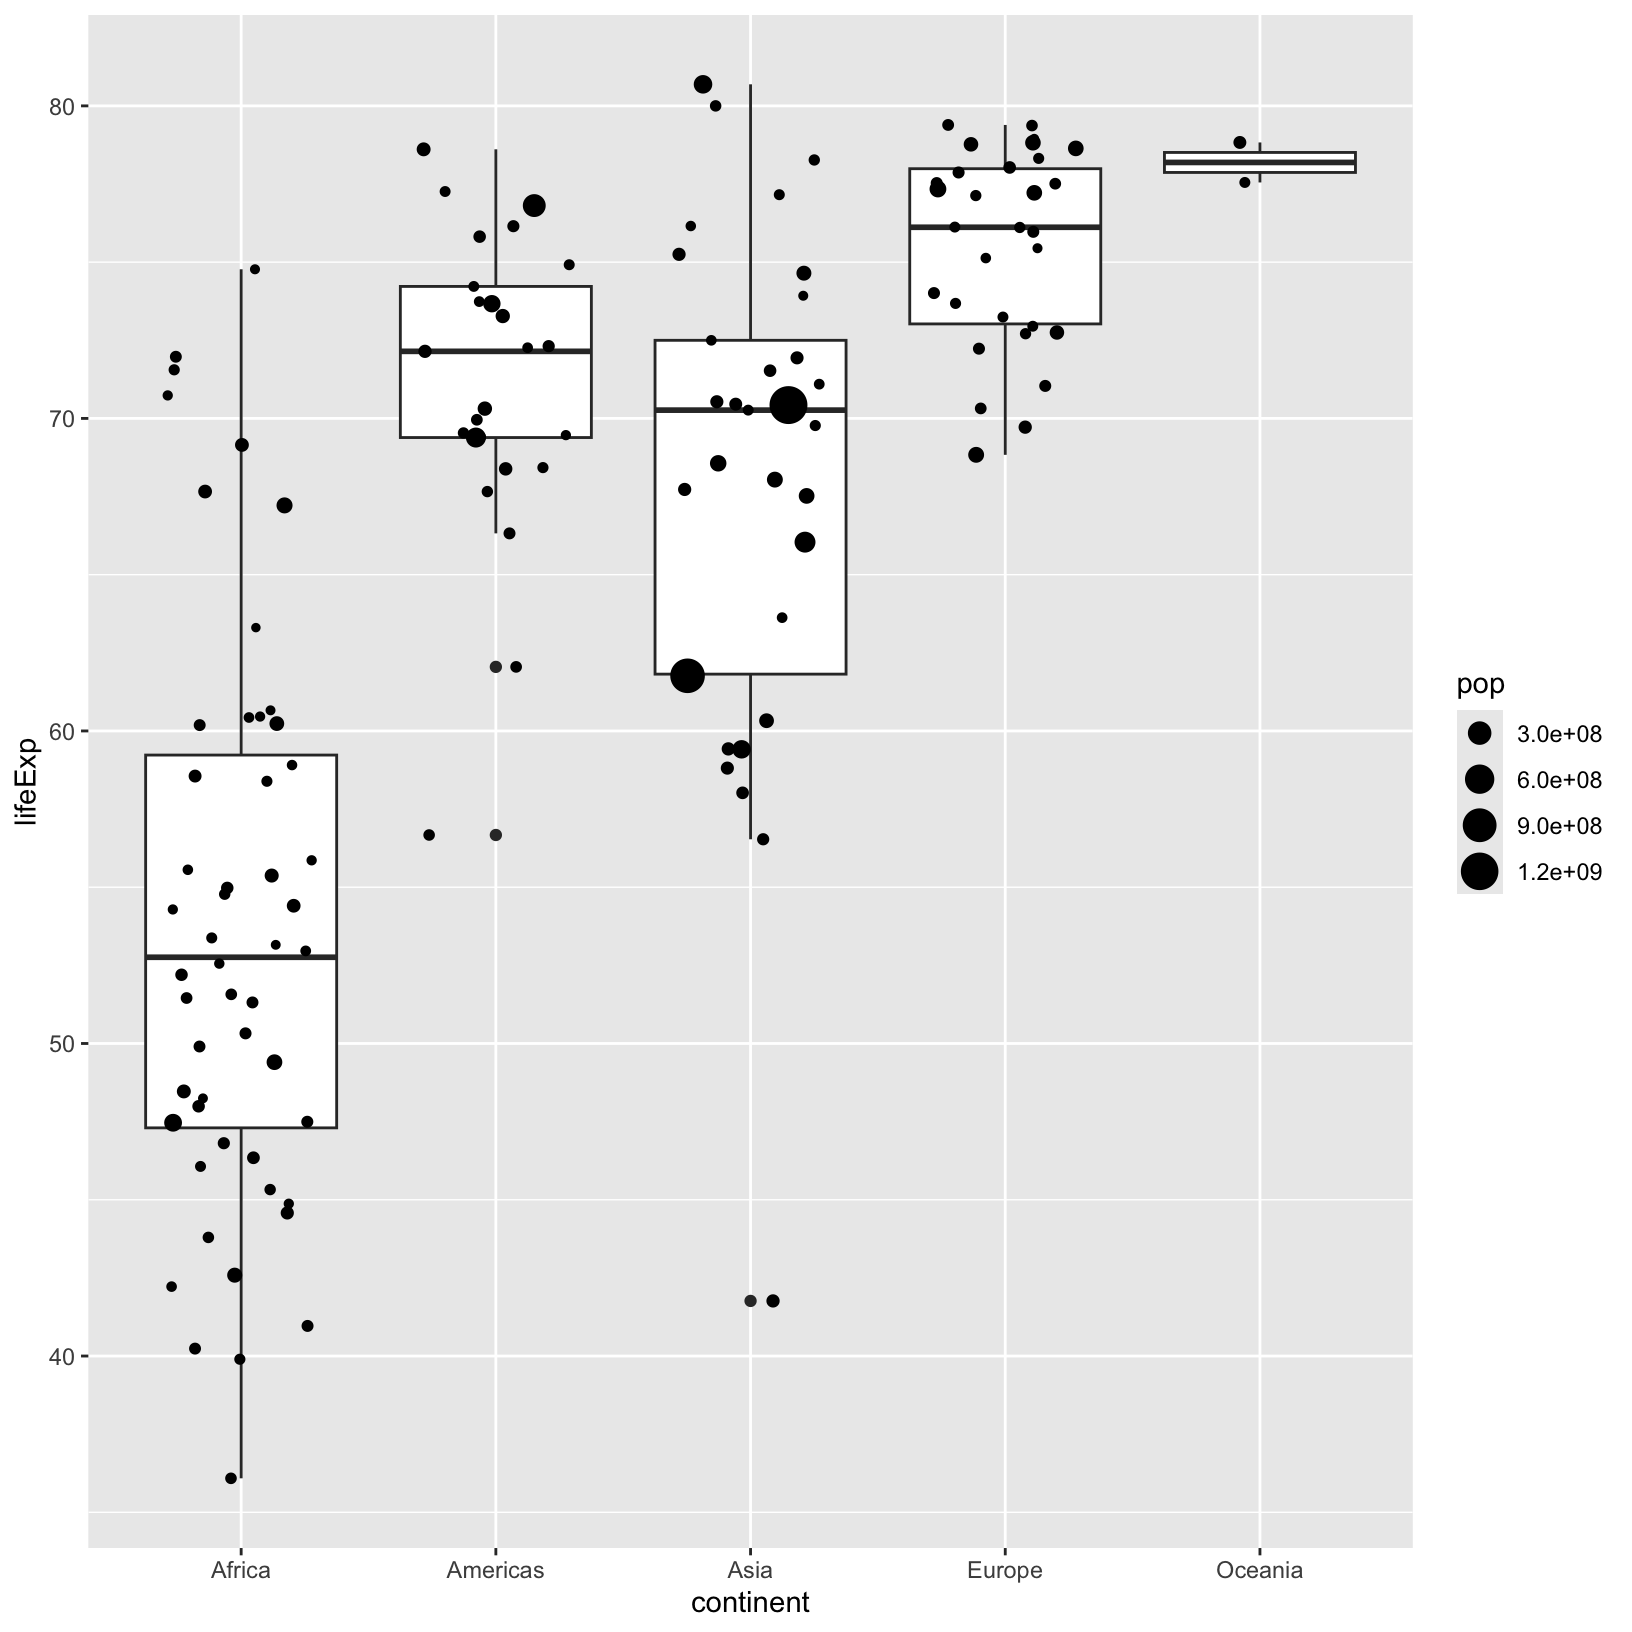 80
70
60
50
40
lifeExp
Africa
Americas
Asia
Europe
Oceania
continent
pop
3.0e+08
6.0e+08
9.0e+08
1.2e+09